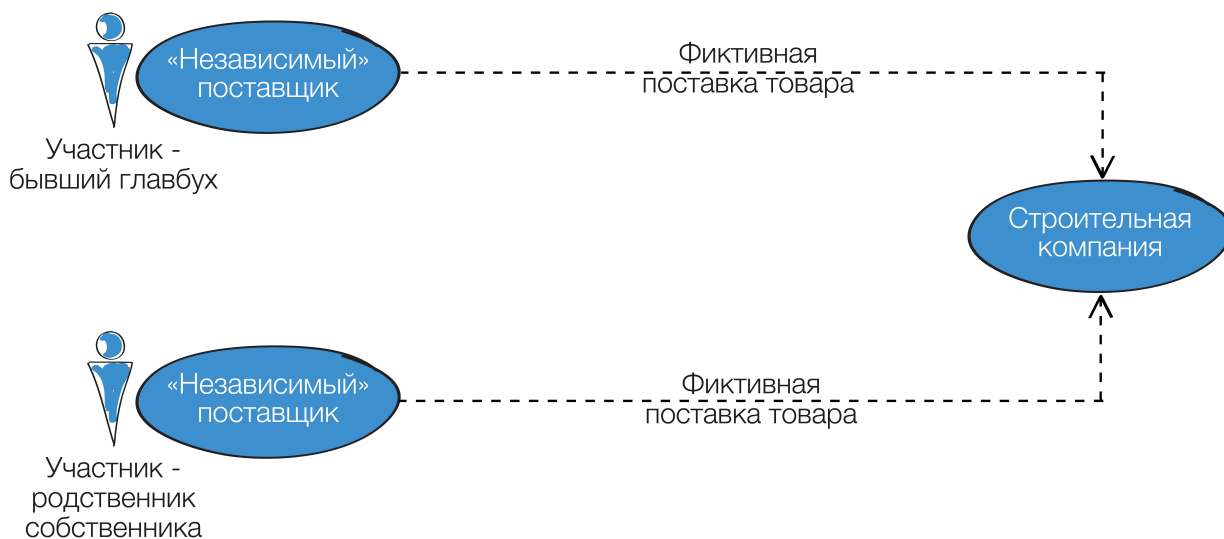 «Независимый»
поставщик
Фиктивная
поставка товара
Участник -
бывший главбух
Строительная
компания
«Независимый»
поставщик
Фиктивная
поставка товара
Участник -
родственник
собственника